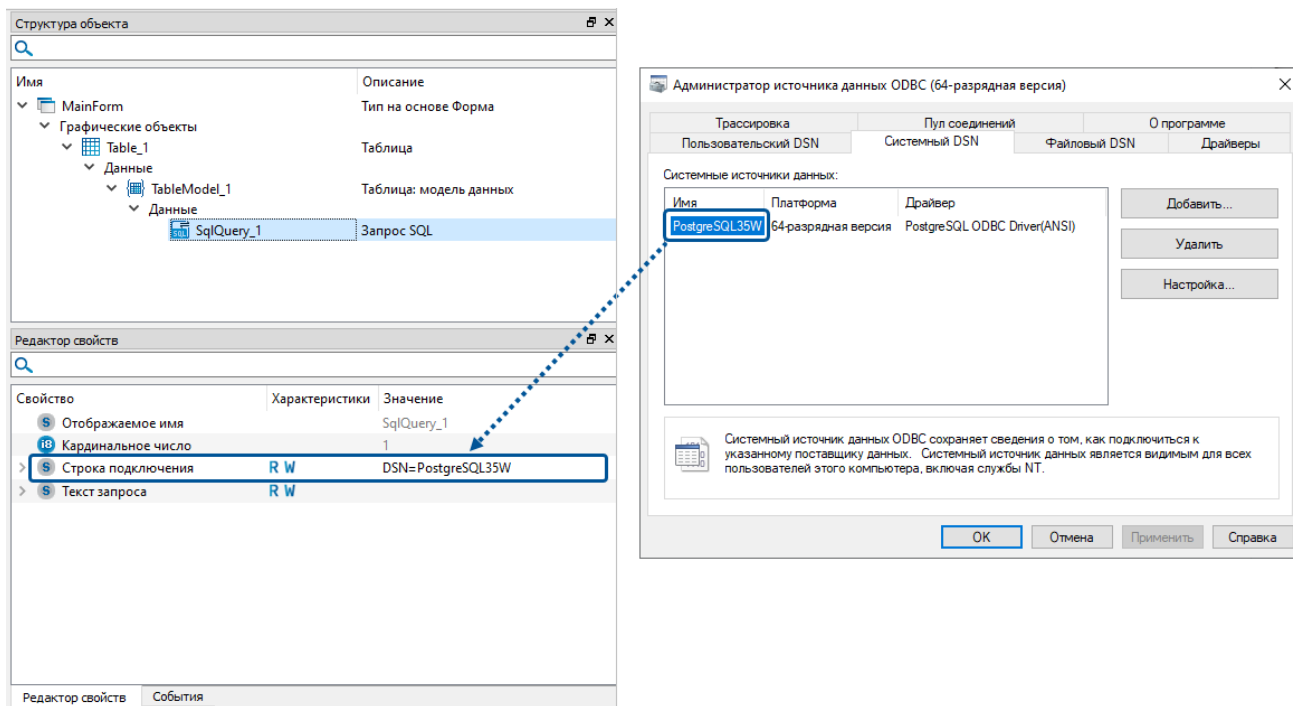 Структура объекта
Имя Описание
MainForm Тип на основе Форма
Графические объекты
Table_1 Таблица
Данные
TableModel_1 Таблица: модель данных
Данные
SQL SqlQuery_1 Запрос SQL
Редактор свойств
Свойство Характеристики Значение
S Отображаемое имя SqlQuery_1
i8 Кардинальное число 1
S Строка подключения R W DSN=PostgreSQL35W
S Текст запроса R W
Редактор свойств События
Администратор источника данных ODBC (64-разрядная версия)
Трассировка Пул соединений О программе
Пользовательский DSN Системный DSN Файловый DSN Драйверы
Системные источники данных:
Имя Платформа Драйвер
PostgreSQL35W 64-разрядная версия PostgreSQL ODBC Driver(ANSI)
Добавить...
Удалить
Настройка...
Системный источник данных ODBC сохраняет сведения о том, как подключиться к
указанному поставщику данных. Системный источник данных является видимым для всех
пользователей этого компьютера, включая службы NT.
OK Отмена Применить Справка